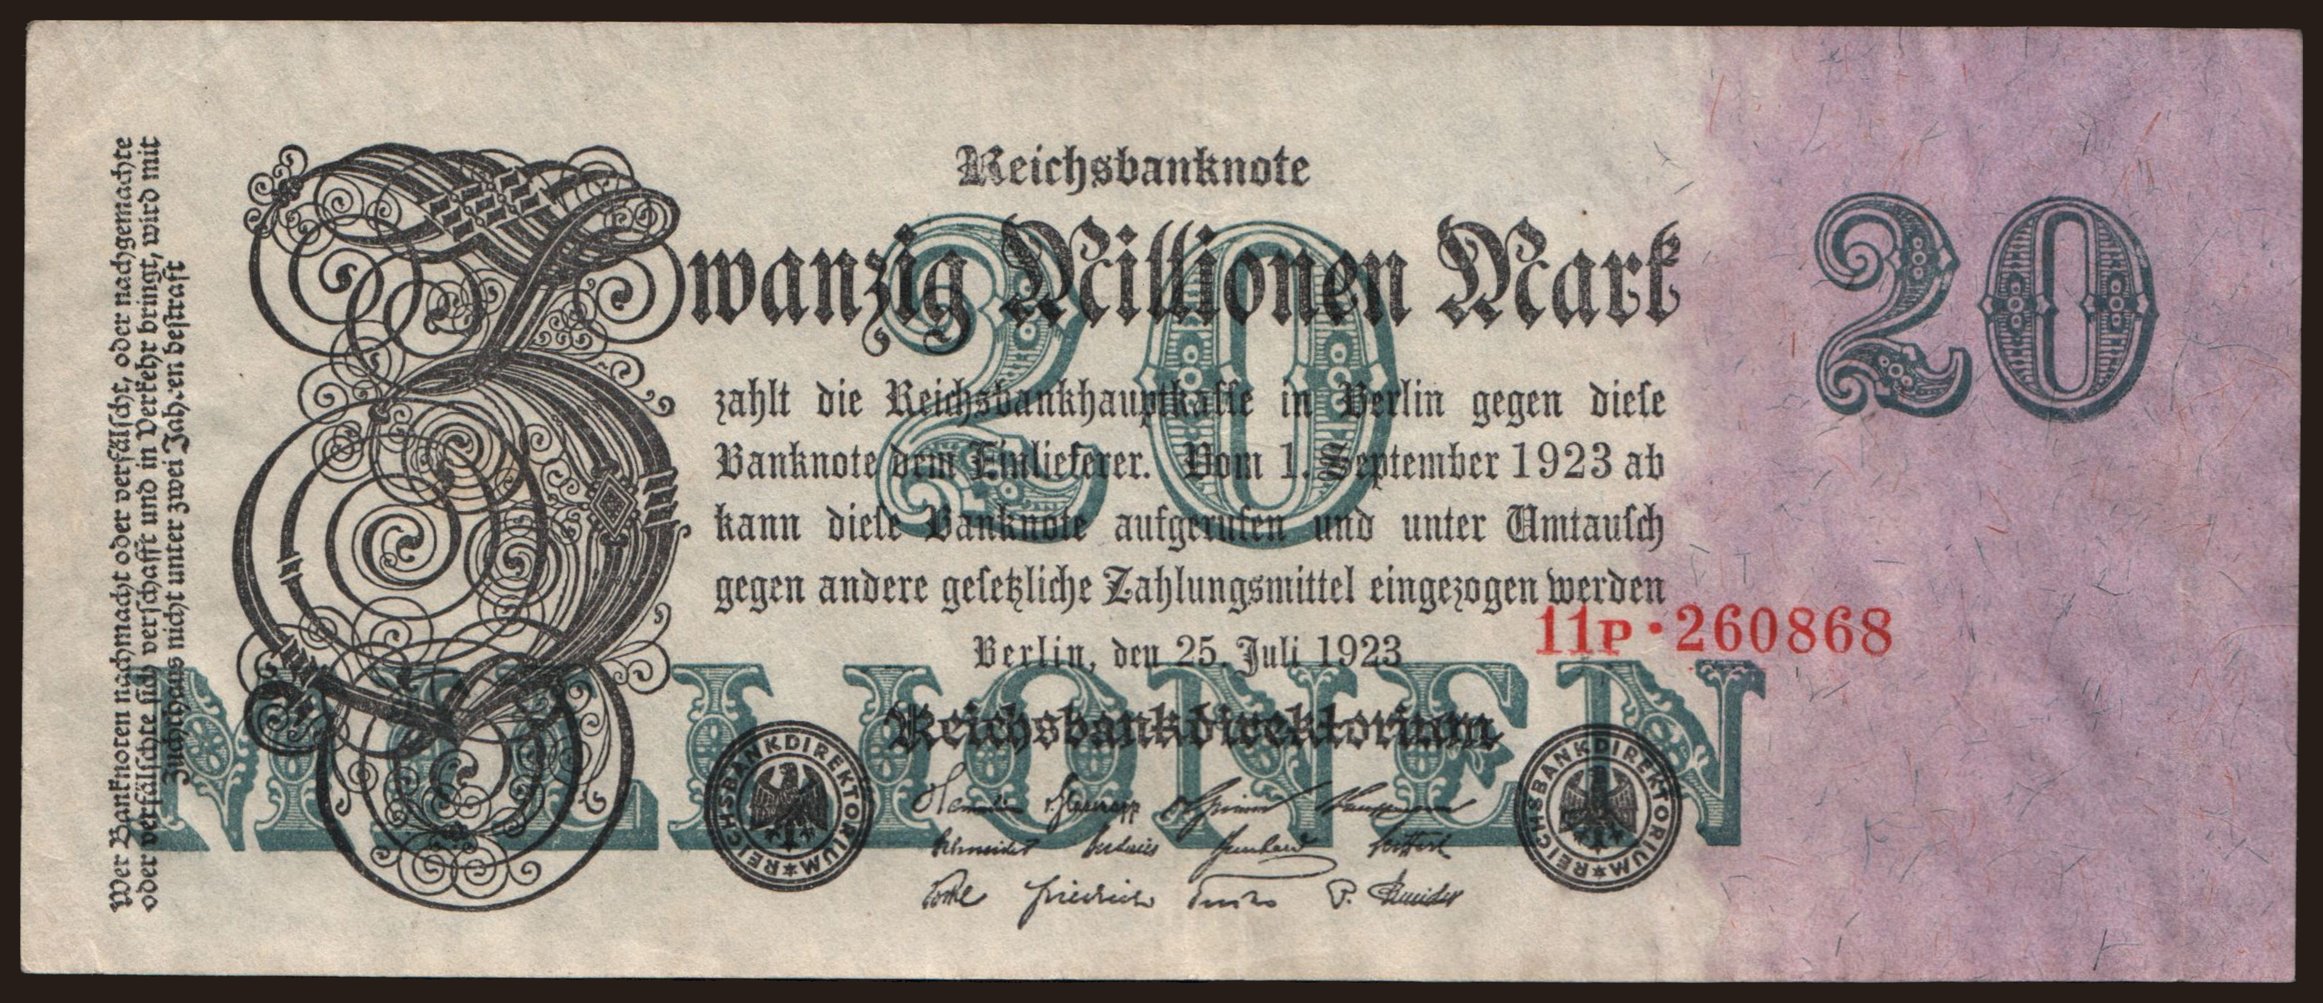 Reichsbanknote
Zwanzig Millionen Mark
20
20
zahlt die Reichsbankhauptkasse in Berlin gegen diese
Banknote dem Einlieferer. Vom 1. September 1923 ab
kann diese Banknote aufgerufen und unter Umtausch
gegen andere gesetzliche Zahlungsmittel eingezogen werden
11P·260868
Berlin, den 25. Juli 1923
MILLIONEN
Reichsbankdirektorium
REICHSBANKDIREKTORIUM
REICHSBANKDIREKTORIUM
Schneider
Friedrich
P. Schneider
Wer Banknoten nachmacht oder verfälscht, oder nachgemachte
oder verfälschte sich verschafft und in Verkehr bringt, wird mit
Zuchthaus nicht unter zwei Jahren bestraft